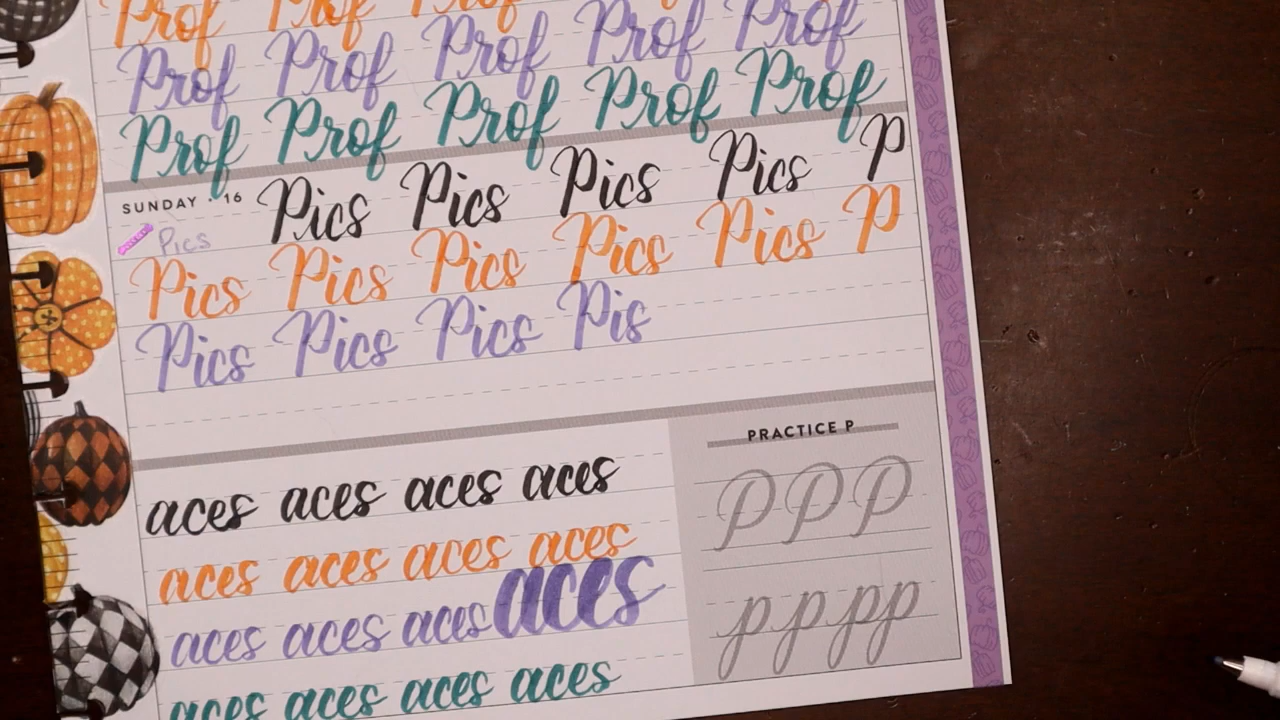 Prof Prof Prof
Prof Prof Prof Prof Prof
Prof Prof Prof Prof Prof
SUNDAY · 16 Pics Pics Pics Pics P
Pics
Pics Pics Pics Pics Pics P
Pics Pics Pics Pis
aces aces aces aces
aces aces aces aces
aces aces aces aces
aces aces aces aces
PRACTICE P
P P P
p p p p